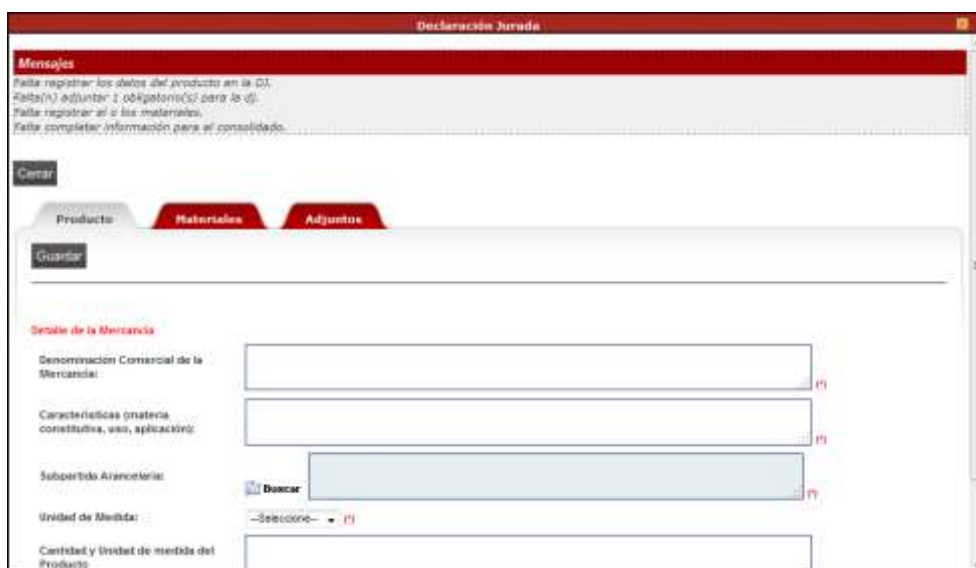 Declaración Jurada
Mensajes
Falta registrar los datos del producto en la DJ.
Falta(n) adjuntar 1 obligatorio(s) para la dj.
Falta registrar el o los materiales.
Falta completar información para el consolidado.
Cerrar
Producto Materiales Adjuntos
Guardar
Detalle de la Mercancía
Denominación Comercial de la
Mercancía:
(*)
Características (materia
constitutiva, uso, aplicación):
(*)
Subpartida Arancelaria:
Buscar
(*)
Unidad de Medida:
--Seleccione-- (*)
Cantidad y Unidad de medida del
Producto